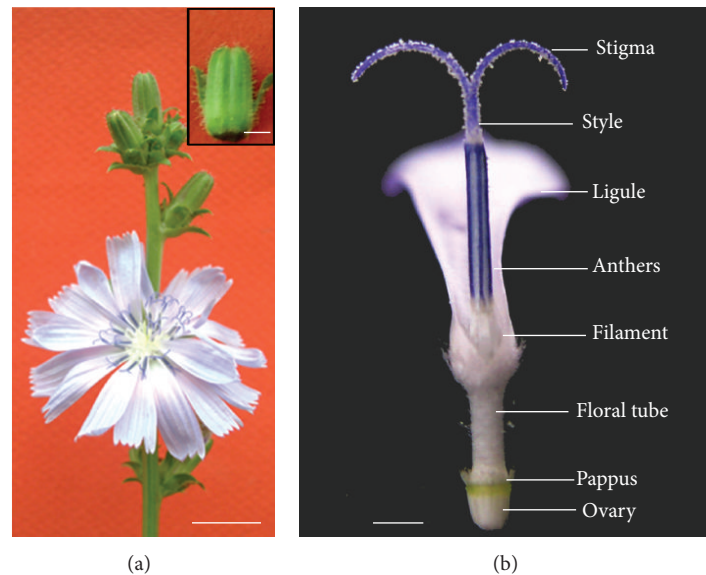 Stigma
Style
Ligule
Anthers
Filament
Floral tube
Pappus
Ovary
(a)
(b)